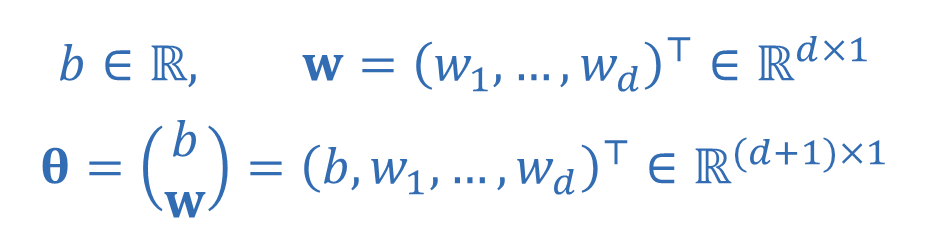 b ∈ ℝ, 𝐰 = (w₁, …, w_d)^⊤ ∈ ℝ^{d×1}
𝛉 = (b 𝐰) = (b, w₁, …, w_d)^⊤ ∈ ℝ^{(d+1)×1}